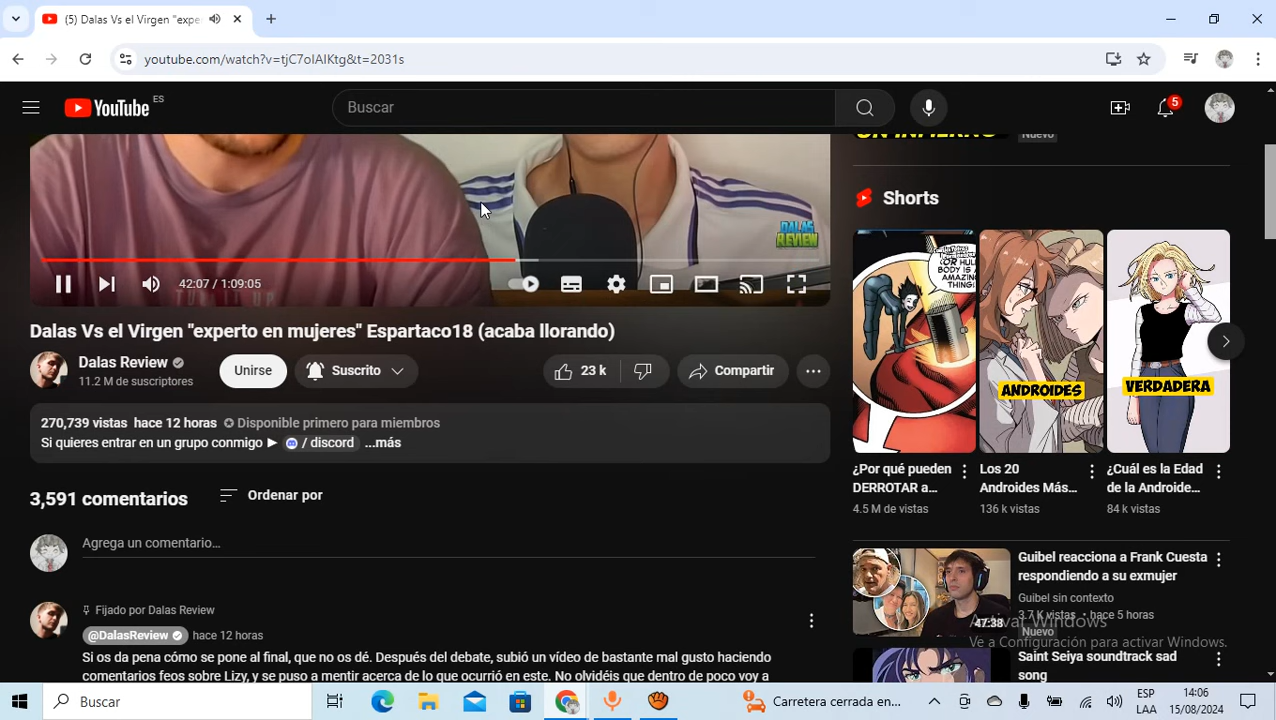 (5) Dalas Vs el Virgen "expe
youtube.com/watch?v=tjC7oIAIKtg&t=2031s
YouTube ES
Buscar
5
UN INFIERNO
Nuevo
DALAS
REVIEW
42:07 / 1:09:05
Dalas Vs el Virgen "experto en mujeres" Espartaco18 (acaba llorando)
Dalas Review
11.2 M de suscriptores
Unirse
Suscrito
23 k
Compartir
270,739 vistas hace 12 horas Disponible primero para miembros
Si quieres entrar en un grupo conmigo ► / discord ...más
3,591 comentarios
Ordenar por
Agrega un comentario...
Fijado por Dalas Review
@DalasReview hace 12 horas
Si os da pena cómo se pone al final, que no os dé. Después del debate, subió un vídeo de bastante mal gusto haciendo
comentarios feos sobre Lizy, y se puso a mentir acerca de lo que ocurrió en este. No olvidéis que dentro de poco voy a
Shorts
OR HULK
BODY IS A
AMAZING
THING!
ANDROIDES
VERDADERA
¿Por qué pueden
DERROTAR a...
4.5 M de vistas
Los 20
Androides Más...
136 k vistas
¿Cuál es la Edad
de la Androide...
84 k vistas
47:38
Guibel reacciona a Frank Cuesta
respondiendo a su exmujer
Guibel sin contexto
3.7 K vistas • hace 5 horas
Nuevo
Saint Seiya soundtrack sad
song
Activar Windows
Ve a Configuración para activar Windows.
Buscar
Carretera cerrada en...
ESP
LAA
14:06
15/08/2024